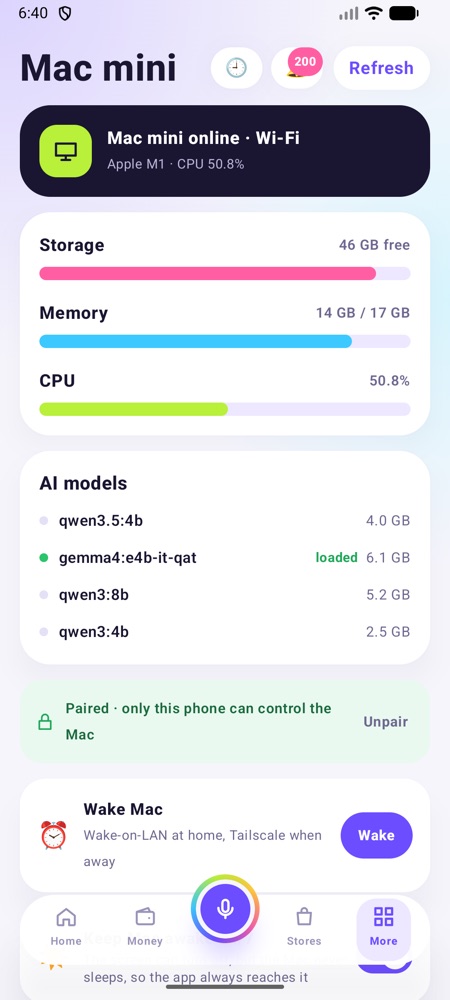 6:40
Mac mini
200
Refresh
Mac mini online · Wi-Fi
Apple M1 · CPU 50.8%
Storage
46 GB free
Memory
14 GB / 17 GB
CPU
50.8%
AI models
qwen3.5:4b
4.0 GB
gemma4:e4b-it-qat
loaded 6.1 GB
qwen3:8b
5.2 GB
qwen3:4b
2.5 GB
Paired · only this phone can control the
Mac
Unpair
Wake Mac
Wake-on-LAN at home, Tailscale when
away
Wake
Home
Money
Stores
More
sleeps, so the app always reaches it